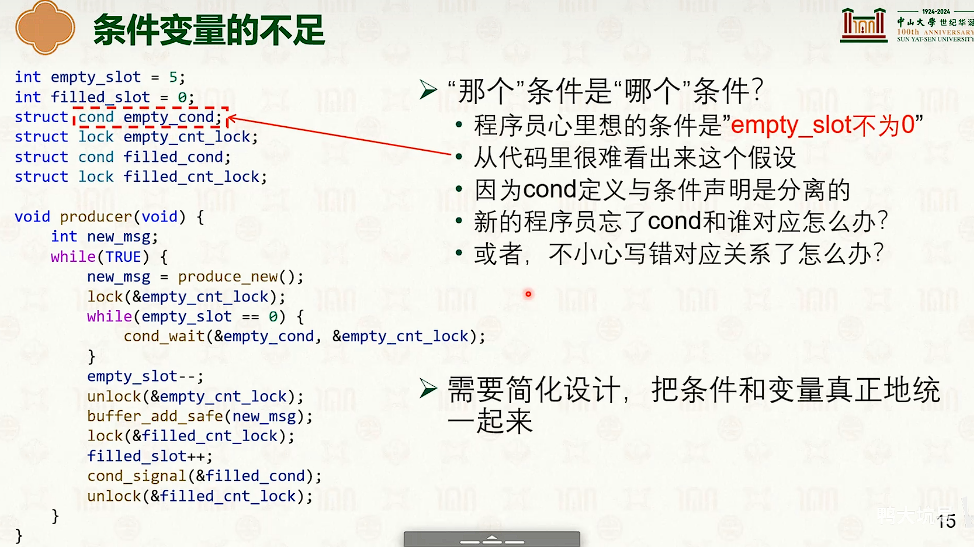 条件变量的不足
1924-2024
中山大學 世纪华诞
100th ANNIVERSARY
SUN YAT-SEN UNIVERSITY
int empty_slot = 5;
int filled_slot = 0;
struct cond empty_cond;
struct lock empty_cnt_lock;
struct cond filled_cond;
struct lock filled_cnt_lock;
void producer(void) {
int new_msg;
while(TRUE) {
new_msg = produce_new();
lock(&empty_cnt_lock);
while(empty_slot == 0) {
cond_wait(&empty_cond, &empty_cnt_lock);
}
empty_slot--;
unlock(&empty_cnt_lock);
buffer_add_safe(new_msg);
lock(&filled_cnt_lock);
filled_slot++;
cond_signal(&filled_cond);
unlock(&filled_cnt_lock);
}
}
➢ “那个”条件是“哪个”条件？
• 程序员心里想的条件是”empty_slot不为0”
• 从代码里很难看出来这个假设
• 因为cond定义与条件声明是分离的
• 新的程序员忘了cond和谁对应怎么办？
• 或者，不小心写错对应关系了怎么办？
➢ 需要简化设计，把条件和变量真正地统
一起来
15